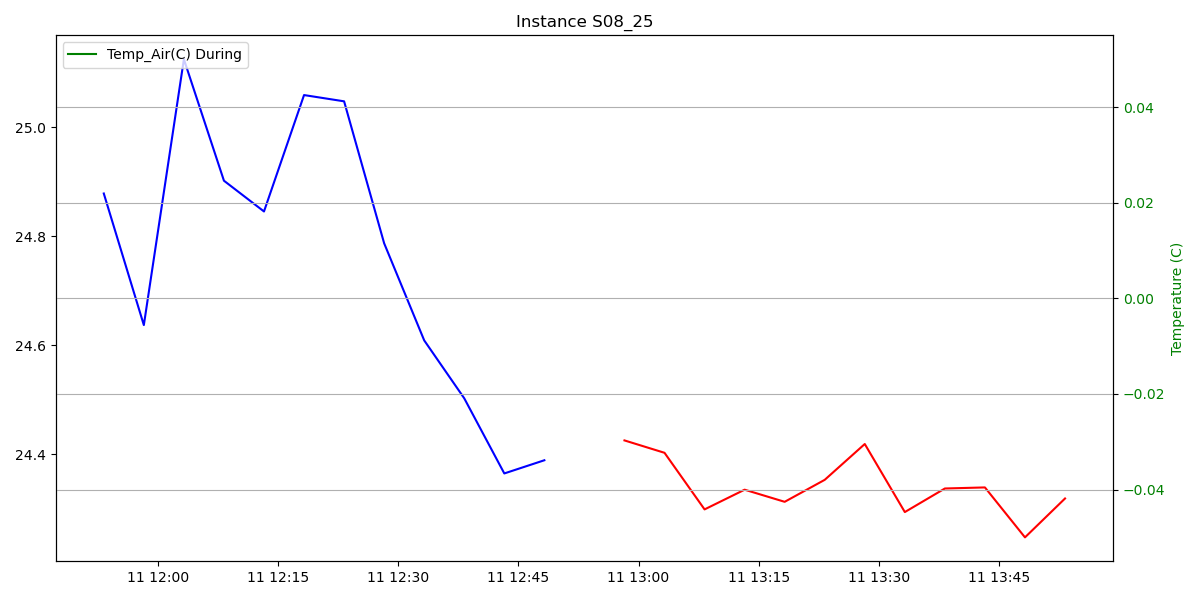 Instance S08_25
Temp_Air(C) During
25.0
24.8
24.6
24.4
0.04
0.02
0.00
−0.02
−0.04
Temperature (C)
11 12:00 11 12:15 11 12:30 11 12:45 11 13:00 11 13:15 11 13:30 11 13:45